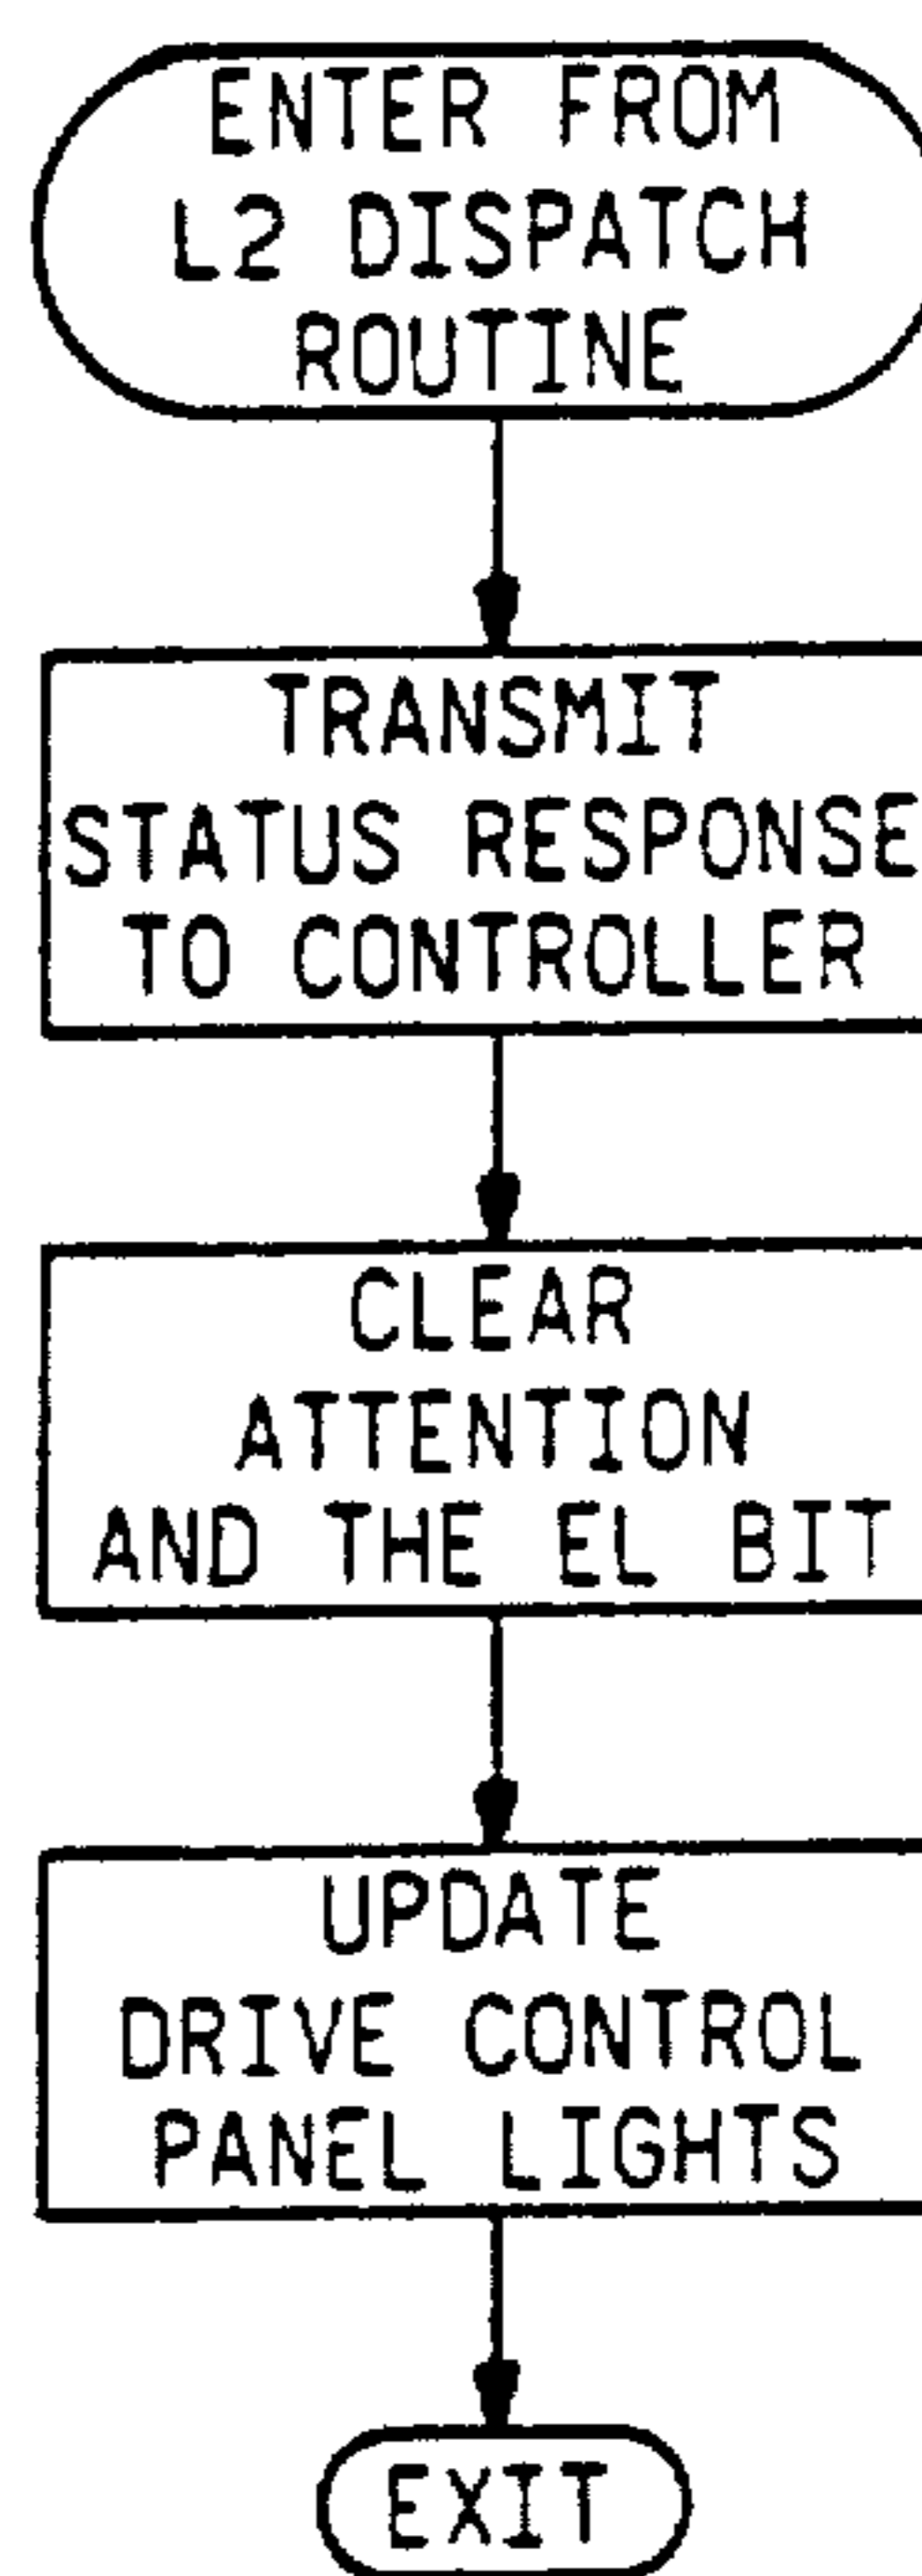 ENTER FROM
L2 DISPATCH
ROUTINE
TRANSMIT
STATUS RESPONSE
TO CONTROLLER
CLEAR
ATTENTION
AND THE EL BIT
UPDATE
DRIVE CONTROL
PANEL LIGHTS
EXIT